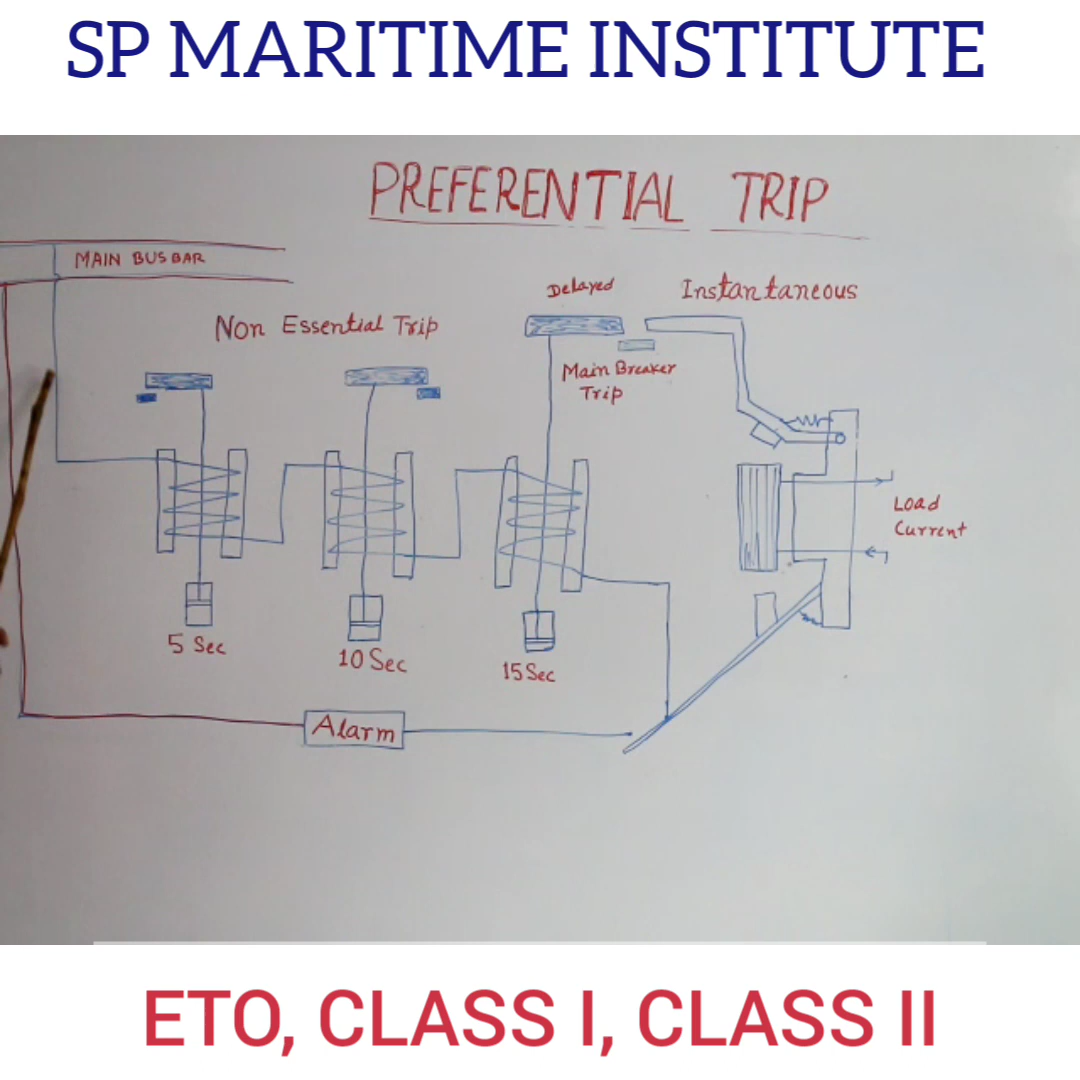 SP MARITIME INSTITUTE
PREFERENTIAL TRIP
MAIN BUS BAR
Delayed
Instantaneous
Non Essential Trip
Main Breaker
Trip
Load
Current
5 Sec
10 Sec
15 Sec
Alarm
ETO, CLASS I, CLASS II